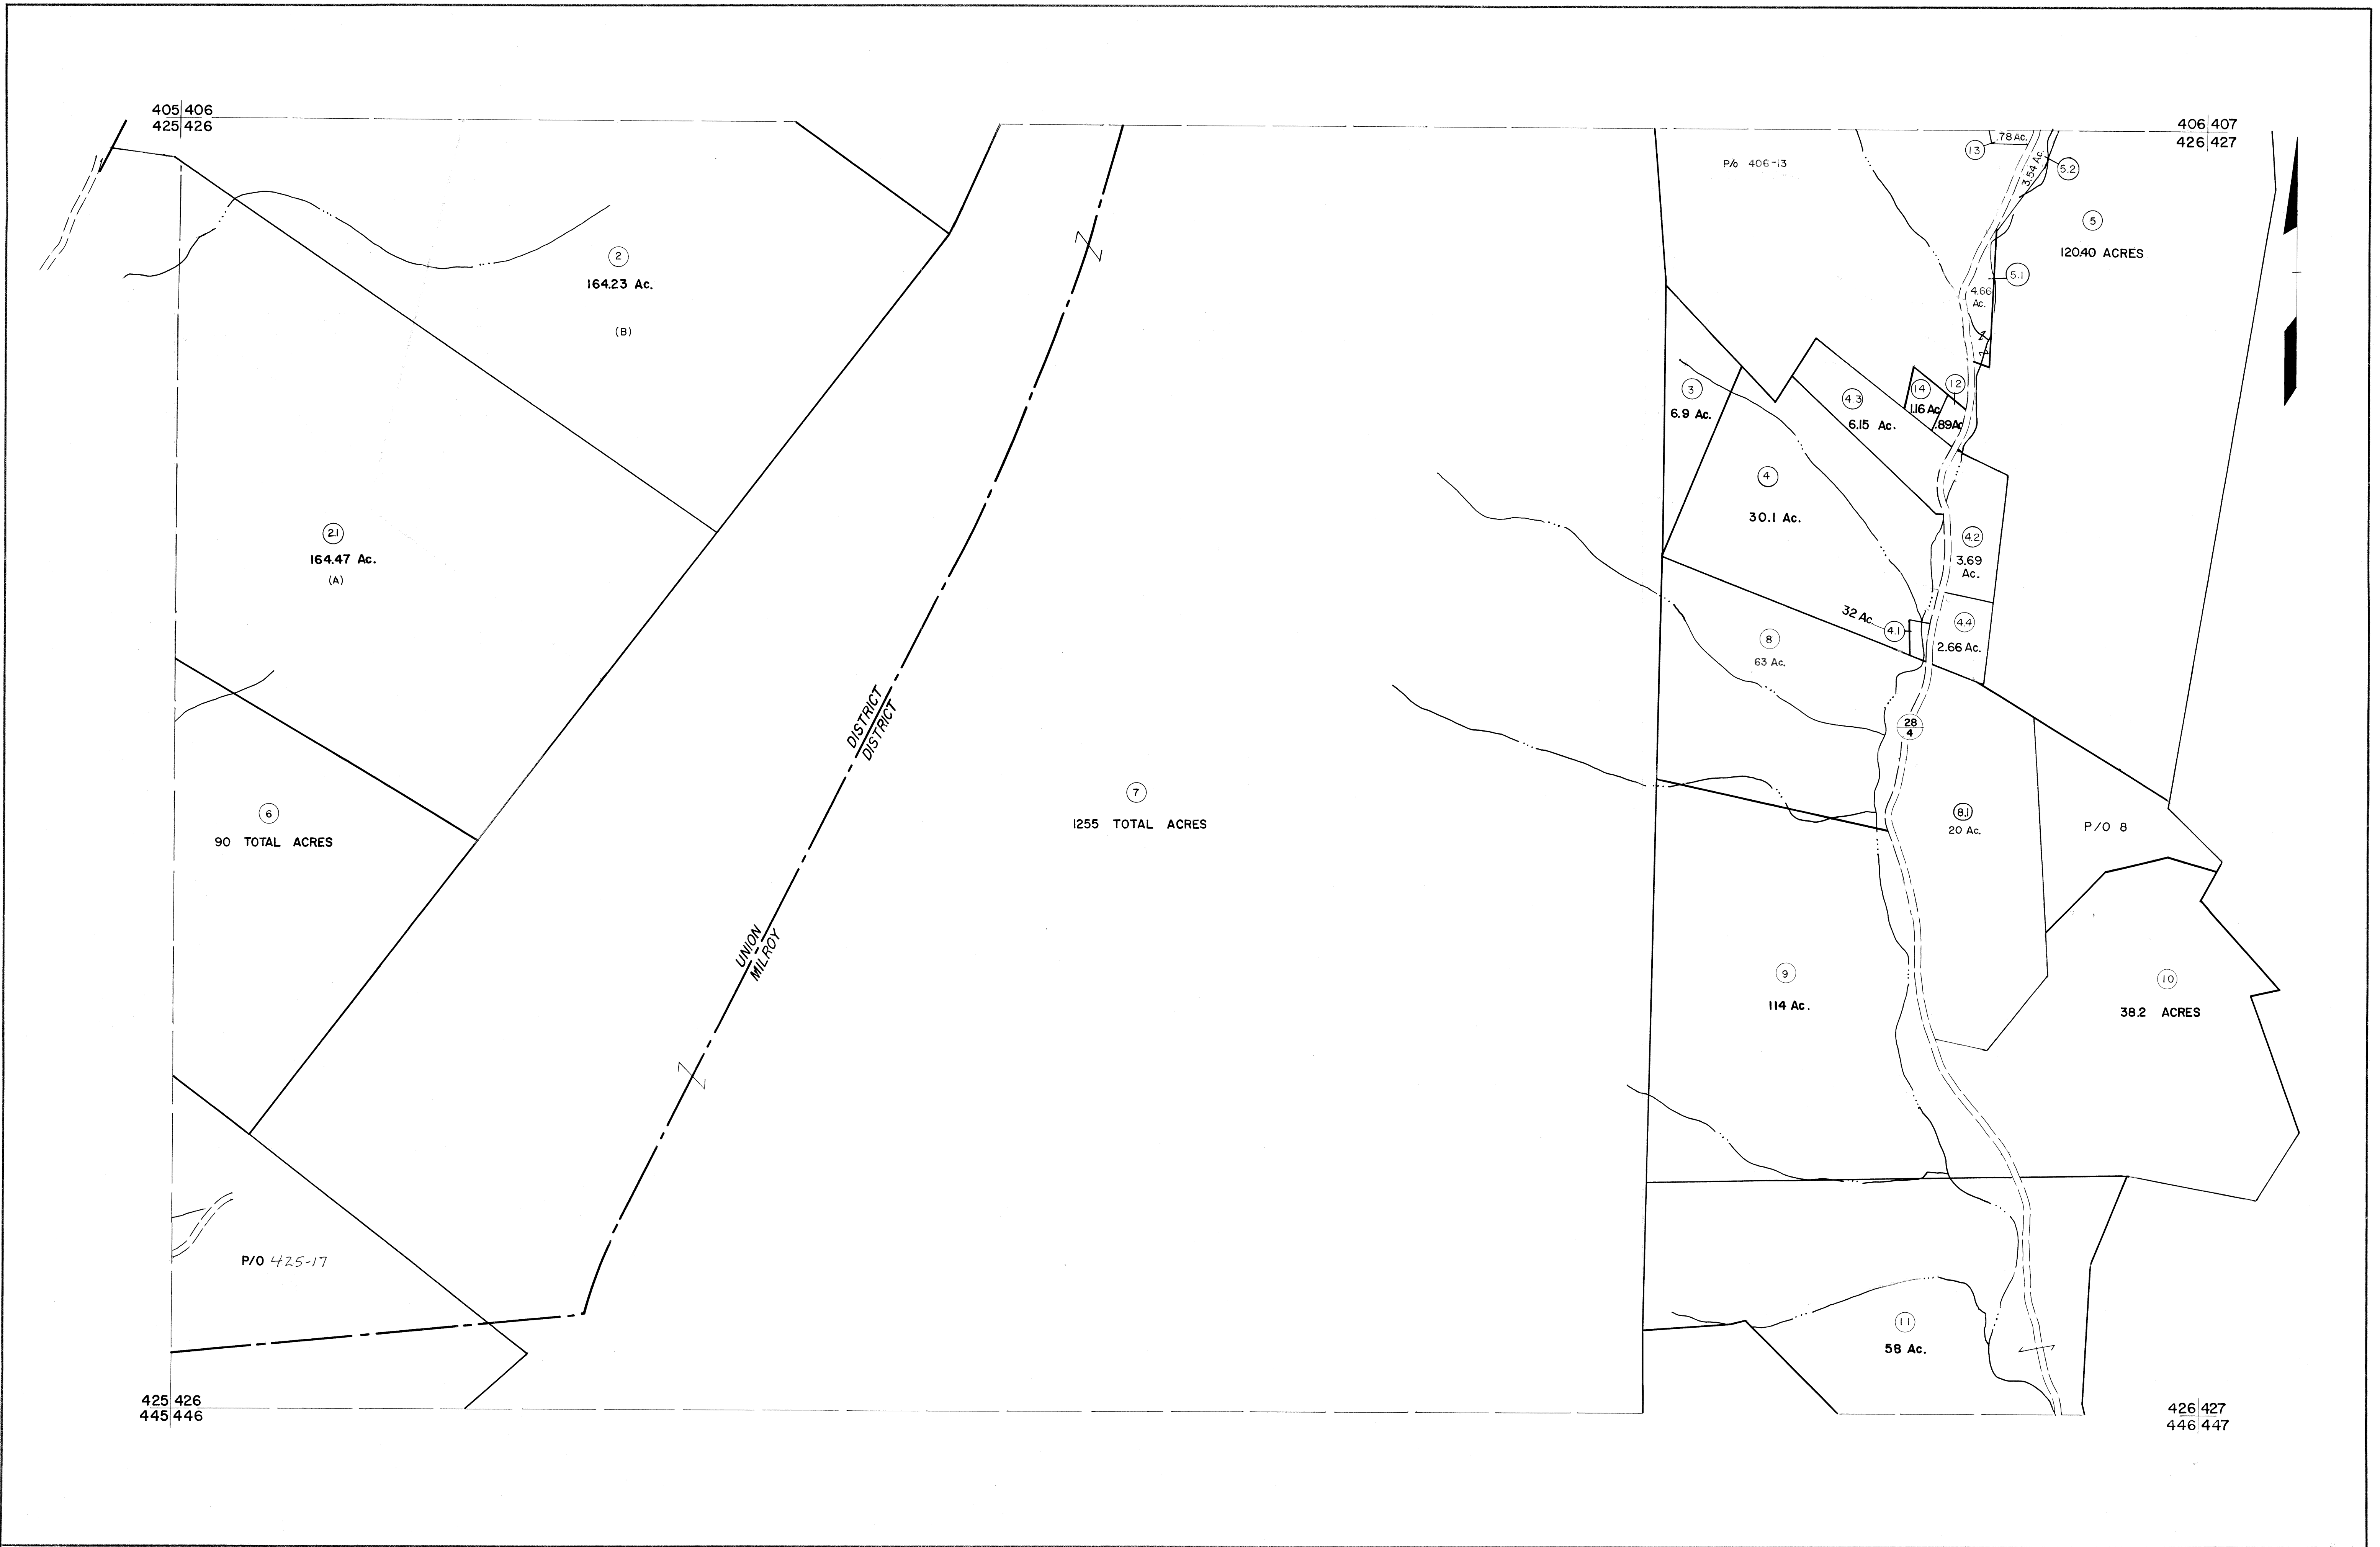 405 406
425 426
406 407
426 427
P/o 406-13
.78 Ac.
13
3.54 Ac.
5.2
5
120.40 ACRES
2
164.23 Ac.
(B)
5.1
4.66
Ac.
3
6.9 Ac.
4.3
6.15 Ac.
14
1.16 Ac
12
.89Ac
4
30.1 Ac.
2.1
164.47 Ac.
(A)
4.2
3.69
Ac.
32 Ac.
4.1
4.4
2.66 Ac.
8
63 Ac.
DISTRICT
DISTRICT
28
4
6
90 TOTAL ACRES
7
1255 TOTAL ACRES
8.1
20 Ac.
P/O 8
UNION
MILROY
9
114 Ac.
10
38.2 ACRES
P/O 425-17
11
58 Ac.
425 426
445 446
426 427
446 447